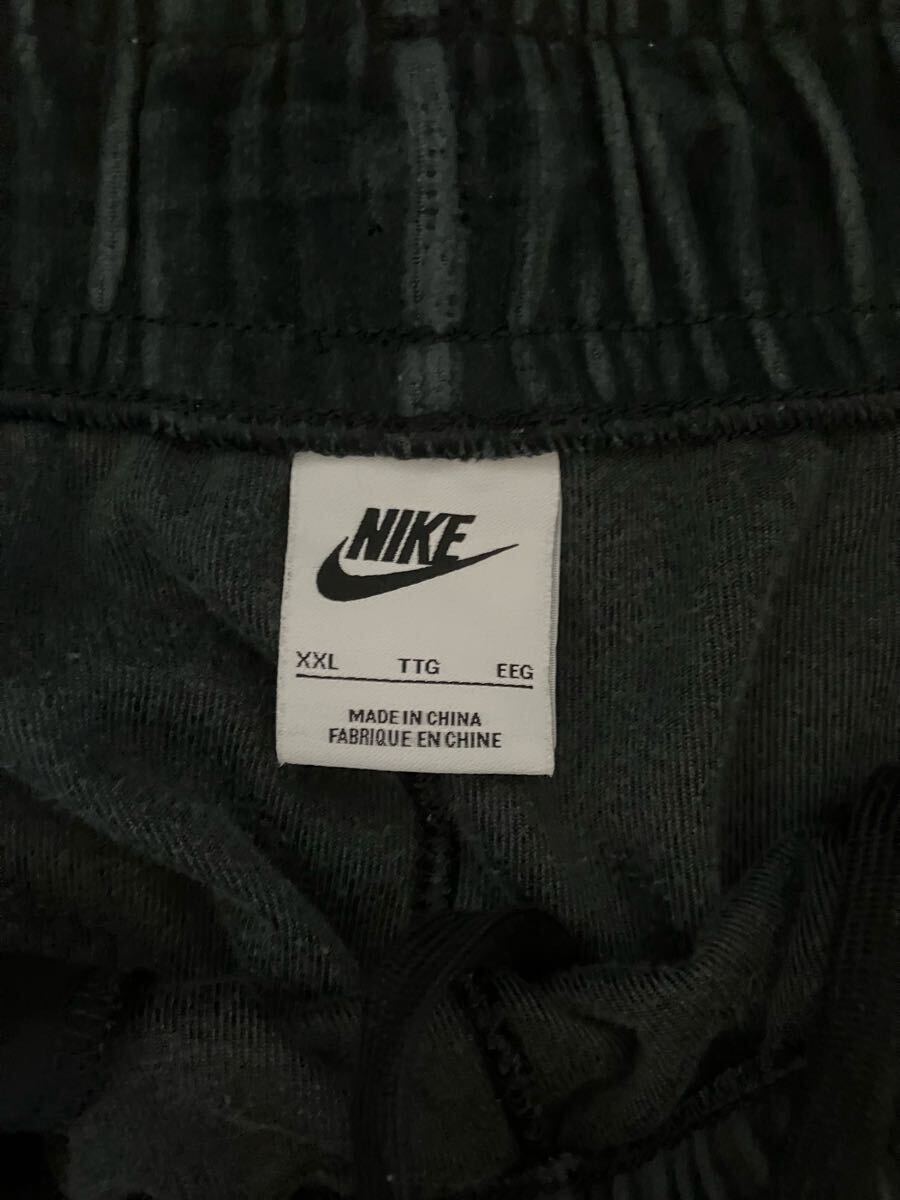 NIKE
XXL TTG EEG
MADE IN CHINA
FABRIQUE EN CHINE